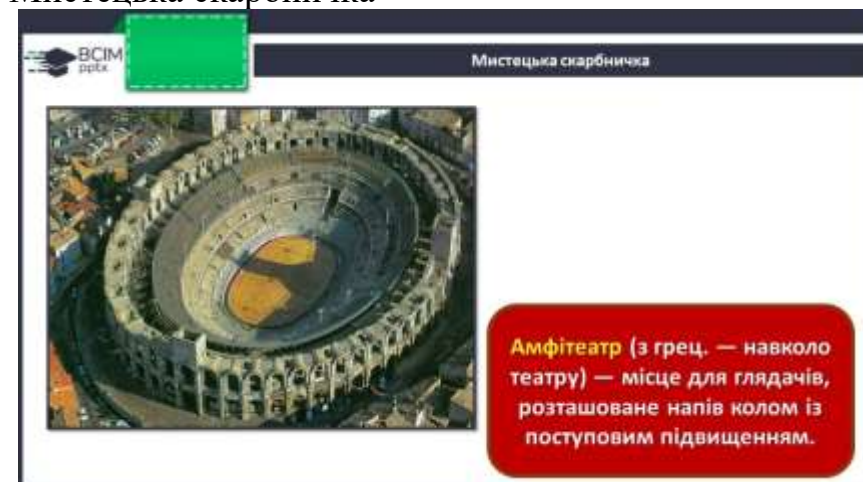 Мистецька скарбничка
ВСІМ
pptx
Мистецька скарбничка
Амфітеатр (з грец. — навколо
театру) — місце для глядачів,
розташоване напів колом із
поступовим підвищенням.